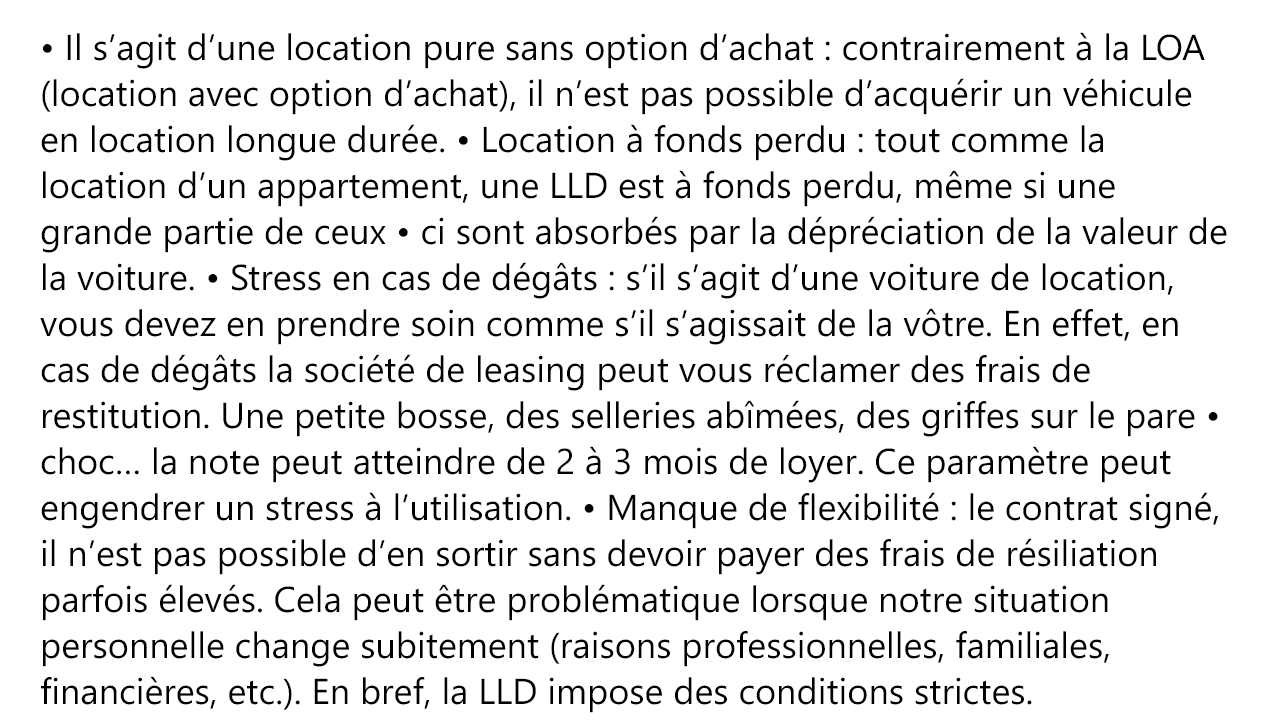 • Il s’agit d’une location pure sans option d’achat : contrairement à la LOA
(location avec option d’achat), il n’est pas possible d’acquérir un véhicule
en location longue durée. • Location à fonds perdu : tout comme la
location d’un appartement, une LLD est à fonds perdu, même si une
grande partie de ceux • ci sont absorbés par la dépréciation de la valeur de
la voiture. • Stress en cas de dégâts : s’il s’agit d’une voiture de location,
vous devez en prendre soin comme s’il s’agissait de la vôtre. En effet, en
cas de dégâts la société de leasing peut vous réclamer des frais de
restitution. Une petite bosse, des selleries abîmées, des griffes sur le pare •
choc… la note peut atteindre de 2 à 3 mois de loyer. Ce paramètre peut
engendrer un stress à l’utilisation. • Manque de flexibilité : le contrat signé,
il n’est pas possible d’en sortir sans devoir payer des frais de résiliation
parfois élevés. Cela peut être problématique lorsque notre situation
personnelle change subitement (raisons professionnelles, familiales,
financières, etc.). En bref, la LLD impose des conditions strictes.